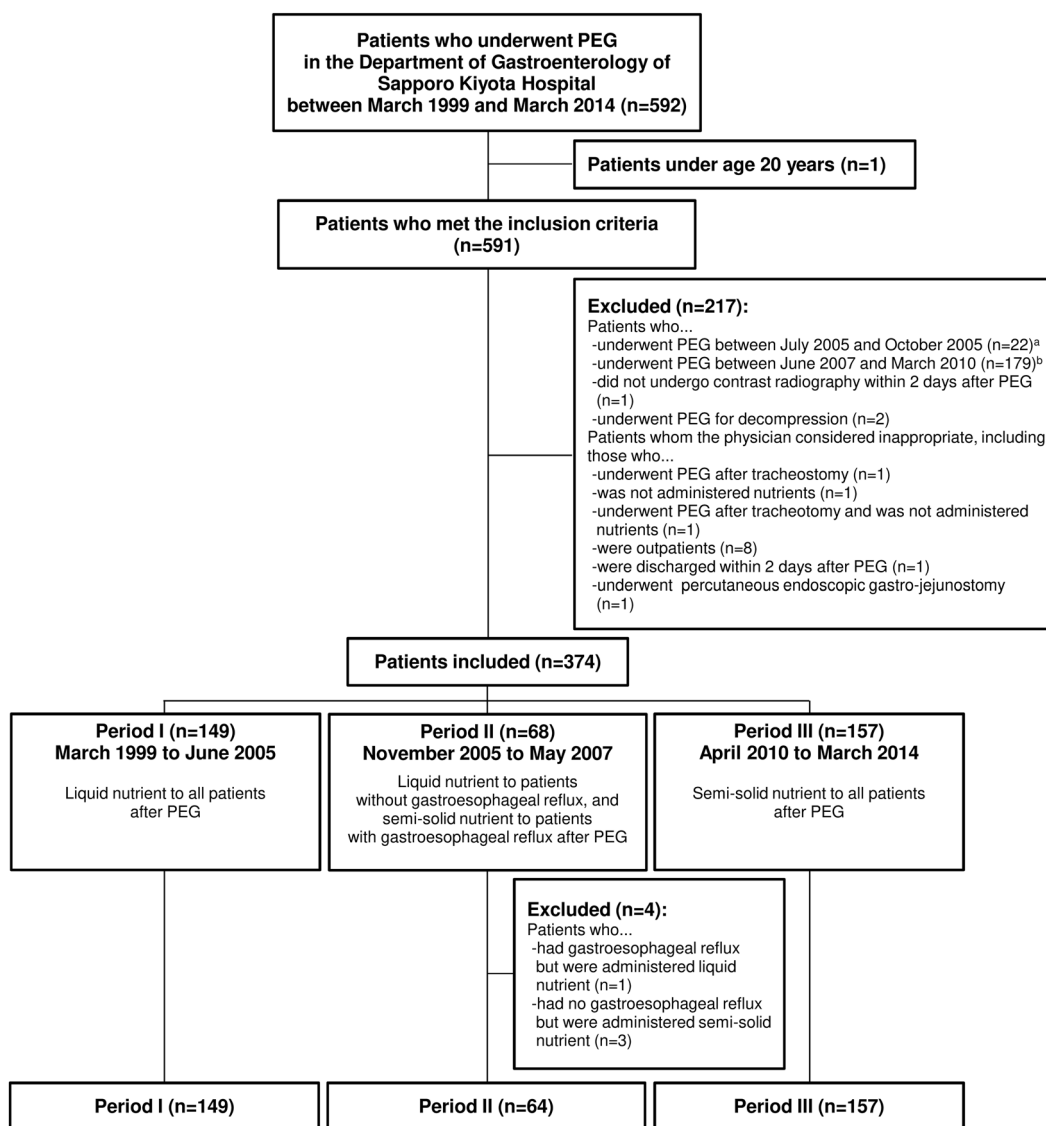 Patients who underwent PEG
in the Department of Gastroenterology of
Sapporo Kiyota Hospital
between March 1999 and March 2014 (n=592)
Patients under age 20 years (n=1)
Patients who met the inclusion criteria
(n=591)
Excluded (n=217):
Patients who...
-underwent PEG between July 2005 and October 2005 (n=22)ᵃ
-underwent PEG between June 2007 and March 2010 (n=179)ᵇ
-did not undergo contrast radiography within 2 days after PEG
(n=1)
-underwent PEG for decompression (n=2)
Patients whom the physician considered inappropriate, including
those who...
-underwent PEG after tracheostomy (n=1)
-was not administered nutrients (n=1)
-underwent PEG after tracheotomy and was not administered
nutrients (n=1)
-were outpatients (n=8)
-were discharged within 2 days after PEG (n=1)
-underwent percutaneous endoscopic gastro-jejunostomy
(n=1)
Patients included (n=374)
Period I (n=149)
March 1999 to June 2005
Liquid nutrient to all patients
after PEG
Period II (n=68)
November 2005 to May 2007
Liquid nutrient to patients
without gastroesophageal reflux, and
semi-solid nutrient to patients
with gastroesophageal reflux after PEG
Period III (n=157)
April 2010 to March 2014
Semi-solid nutrient to all patients
after PEG
Excluded (n=4):
Patients who...
-had gastroesophageal reflux
but were administered liquid
nutrient (n=1)
-had no gastroesophageal reflux
but were administered semi-solid
nutrient (n=3)
Period I (n=149)
Period II (n=64)
Period III (n=157)